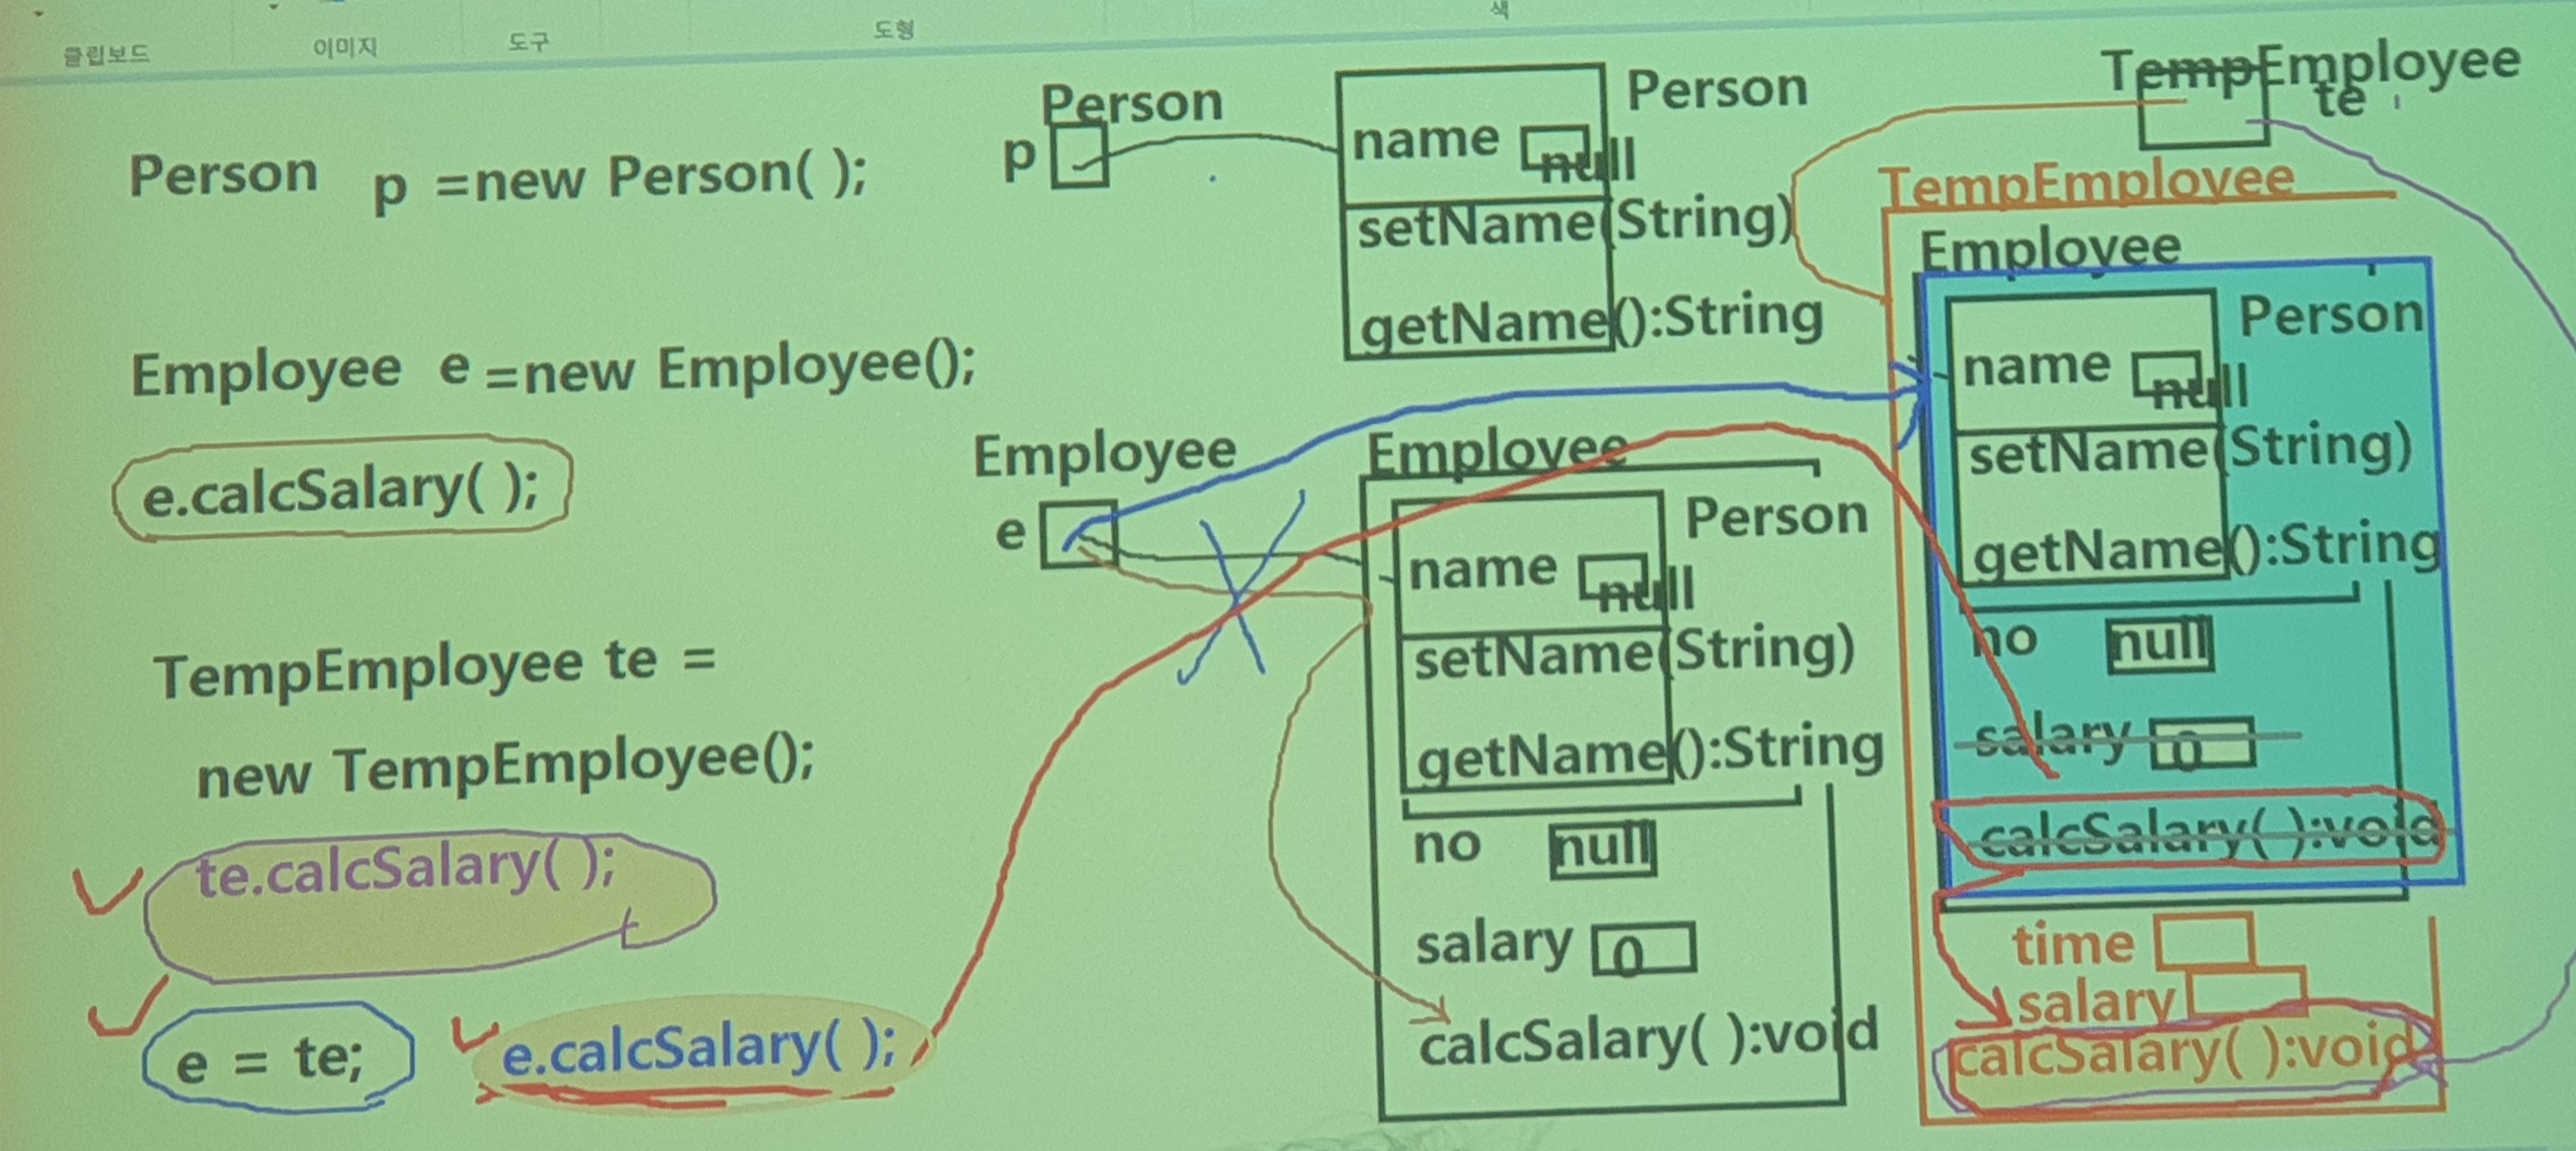 클립보드
이미지
도구
도형
색
Person p =new Person( );
Employee e =new Employee();
e.calcSalary( );
TempEmployee te =
new TempEmployee();
te.calcSalary( );
e = te;
e.calcSalary( );
Person
p
Person
name null
setName(String)
getName():String
Employee
e
Employee
Person
name null
setName(String)
getName():String
no null
salary 0
calcSalary( ):void
TempEmployee
te
TempEmployee
Employee
Person
name null
setName(String)
getName():String
no null
salary 0
calcSalary( ):void
time
salary
calcSalary( ):void